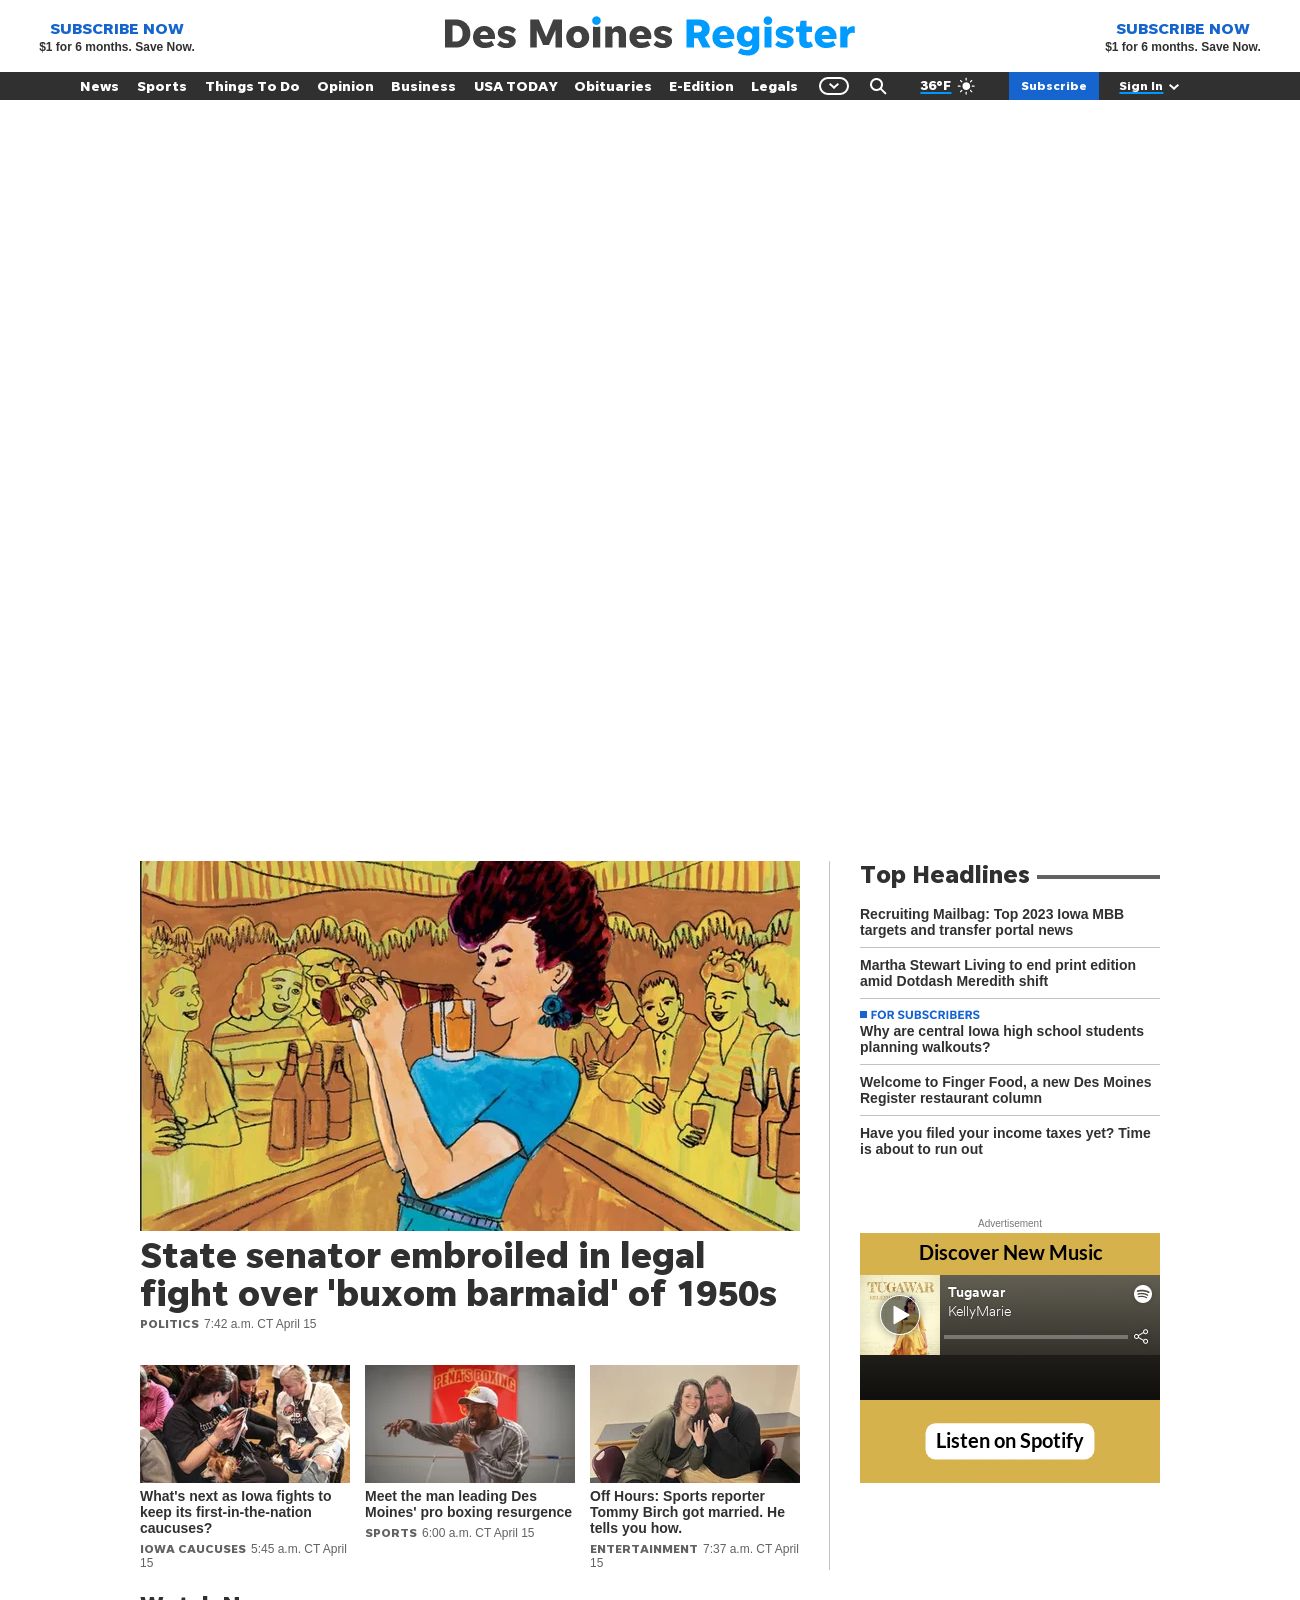 SUBSCRIBE NOW
$1 for 6 months. Save Now.
Des Moines Register
SUBSCRIBE NOW
$1 for 6 months. Save Now.
News Sports Things To Do Opinion Business USA TODAY Obituaries E-Edition Legals 36°F Subscribe Sign In
State senator embroiled in legal
fight over 'buxom barmaid' of 1950s
POLITICS 7:42 a.m. CT April 15
PEÑA'S BOXING
What's next as Iowa fights to
keep its first-in-the-nation
caucuses?
IOWA CAUCUSES 5:45 a.m. CT April
15
Meet the man leading Des
Moines' pro boxing resurgence
SPORTS 6:00 a.m. CT April 15
Off Hours: Sports reporter
Tommy Birch got married. He
tells you how.
ENTERTAINMENT 7:37 a.m. CT April
15
Top Headlines
Recruiting Mailbag: Top 2023 Iowa MBB
targets and transfer portal news
Martha Stewart Living to end print edition
amid Dotdash Meredith shift
FOR SUBSCRIBERS
Why are central Iowa high school students
planning walkouts?
Welcome to Finger Food, a new Des Moines
Register restaurant column
Have you filed your income taxes yet? Time
is about to run out
Advertisement
Discover New Music
TUGAWAR
Tugawar
KellyMarie
Listen on Spotify